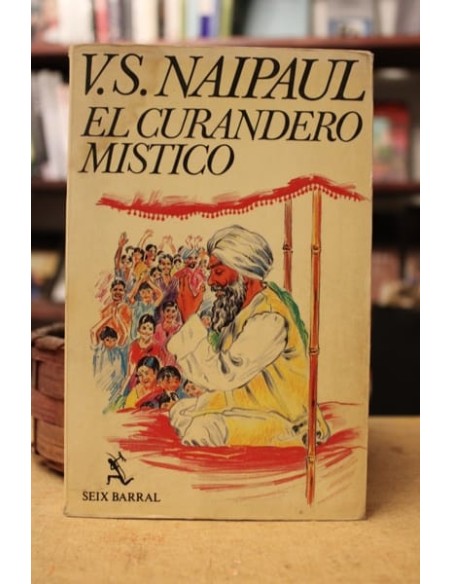 V.S. NAIPAUL
EL CURANDERO
MISTICO
SEIX BARRAL